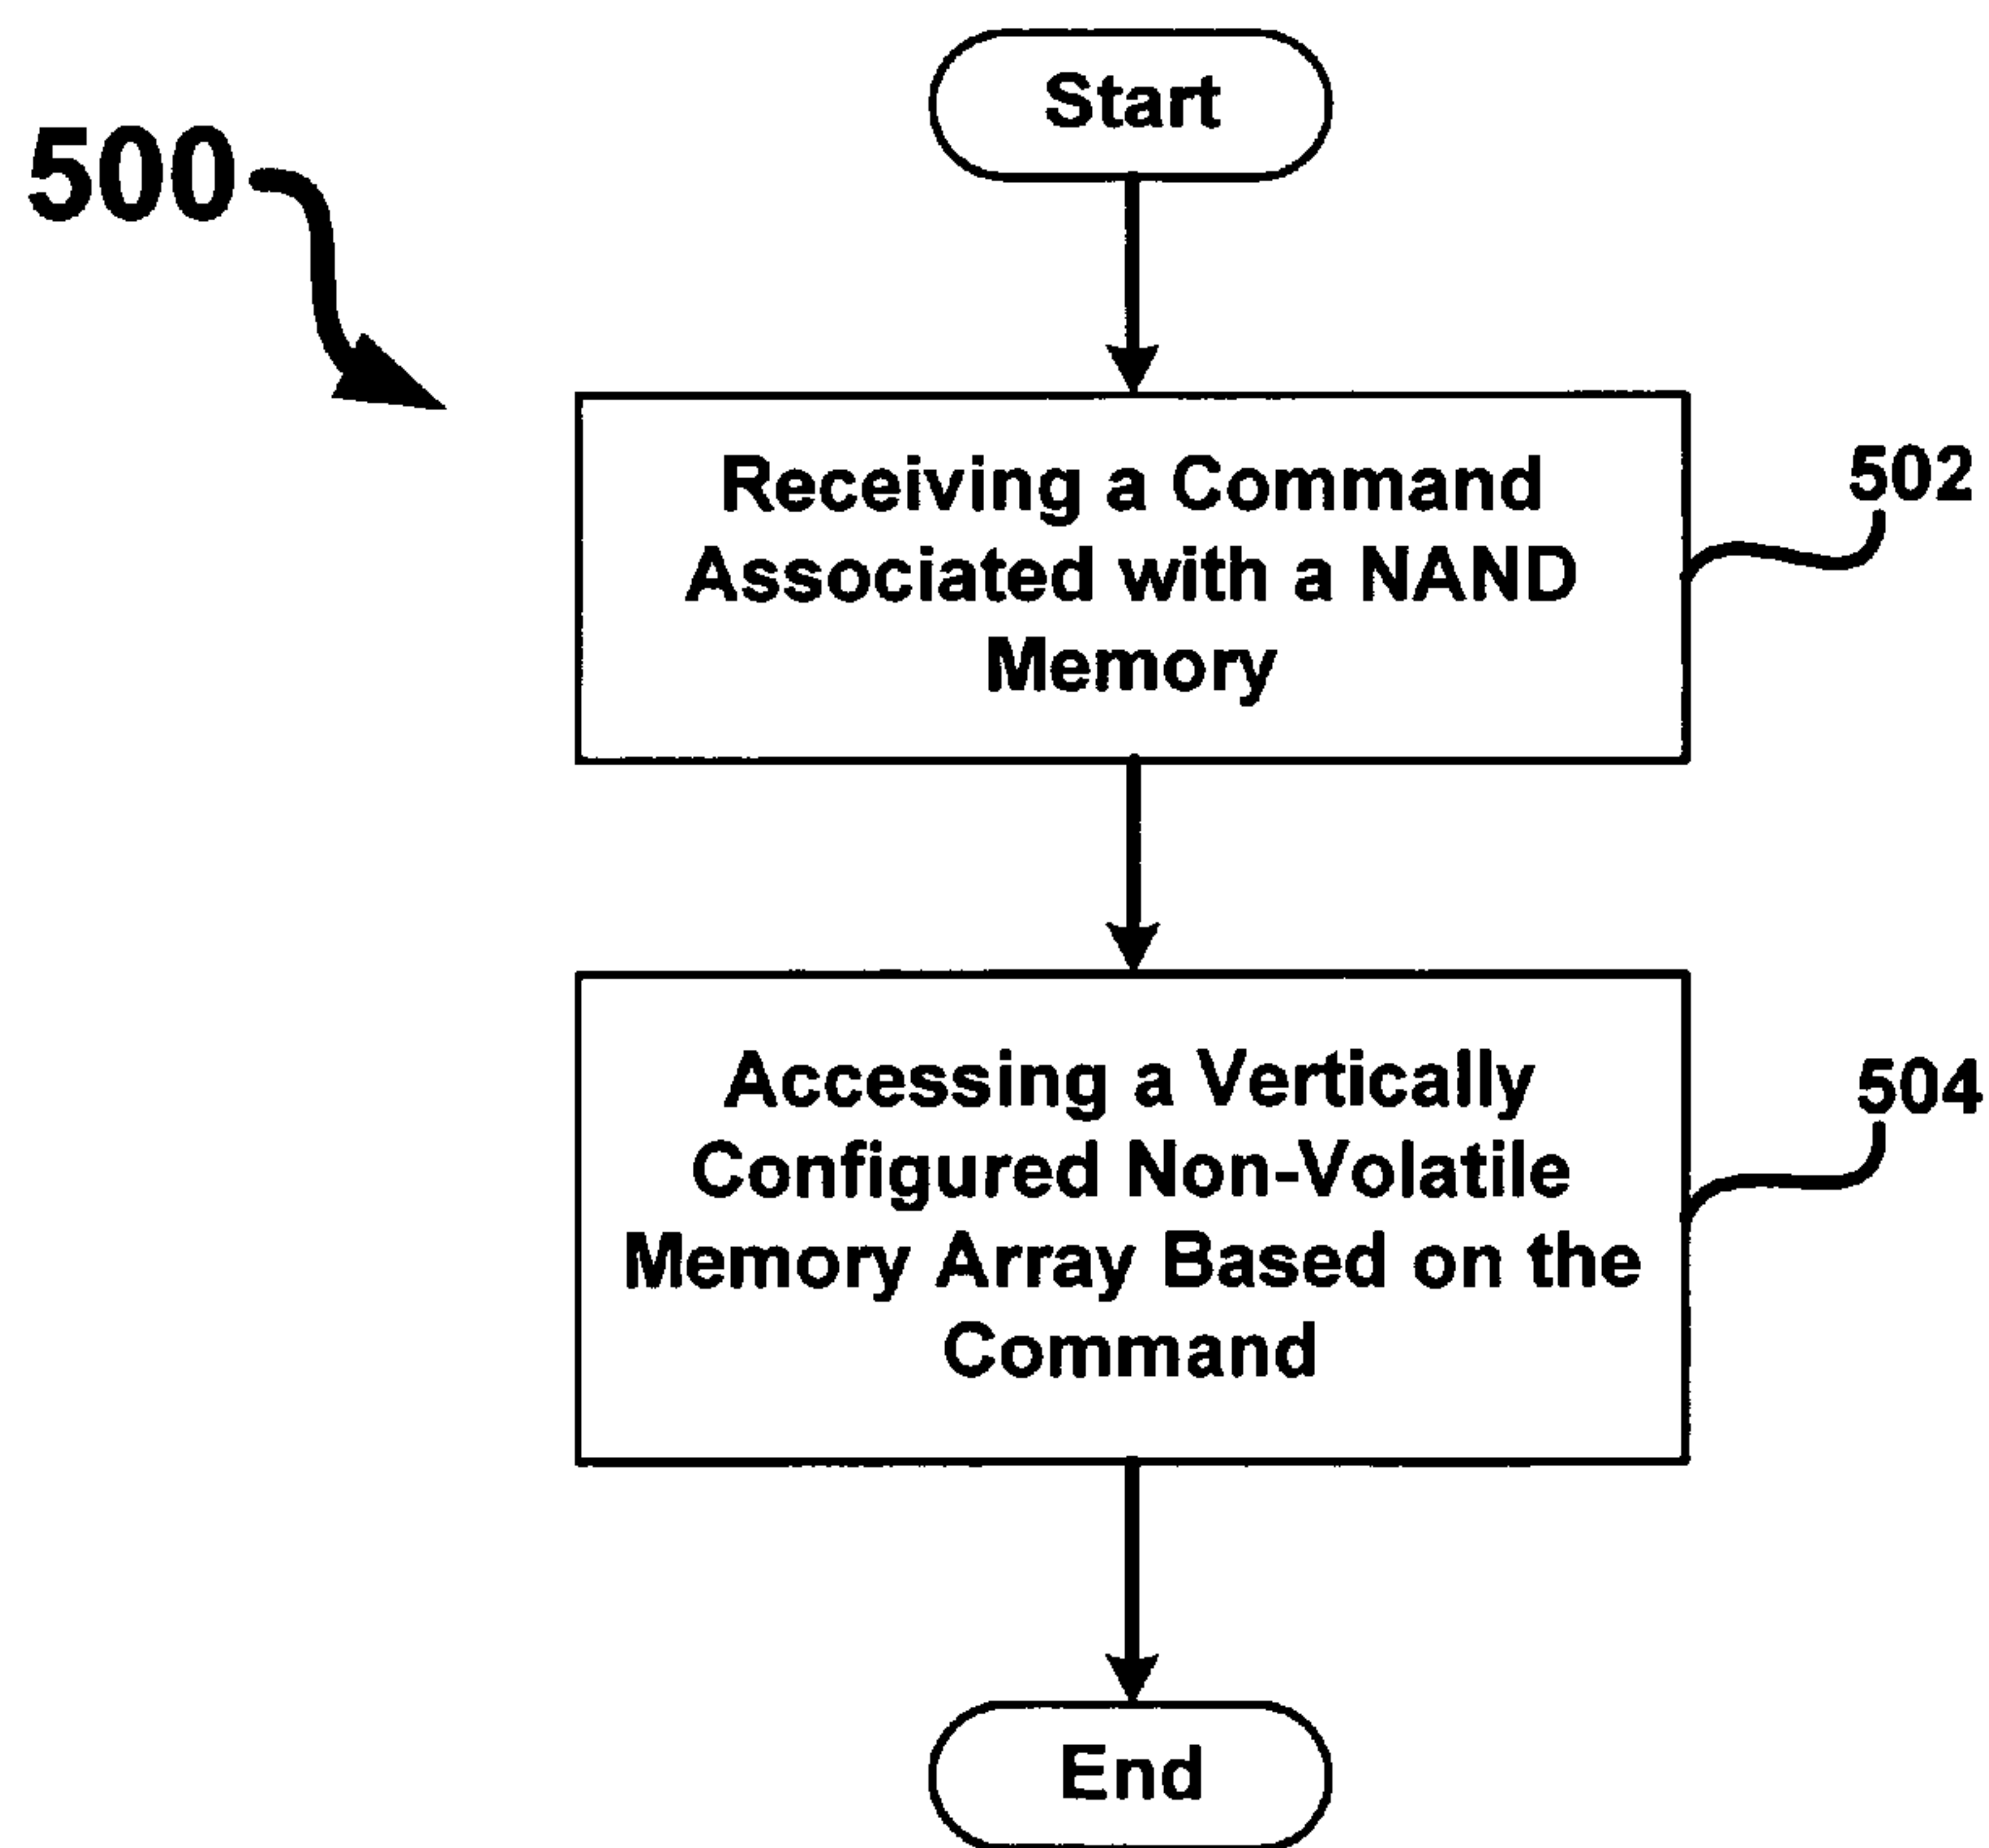 Start
500
Receiving a Command
Associated with a NAND
Memory
502
Accessing a Vertically
Configured Non-Volatile
Memory Array Based on the
Command
504
End